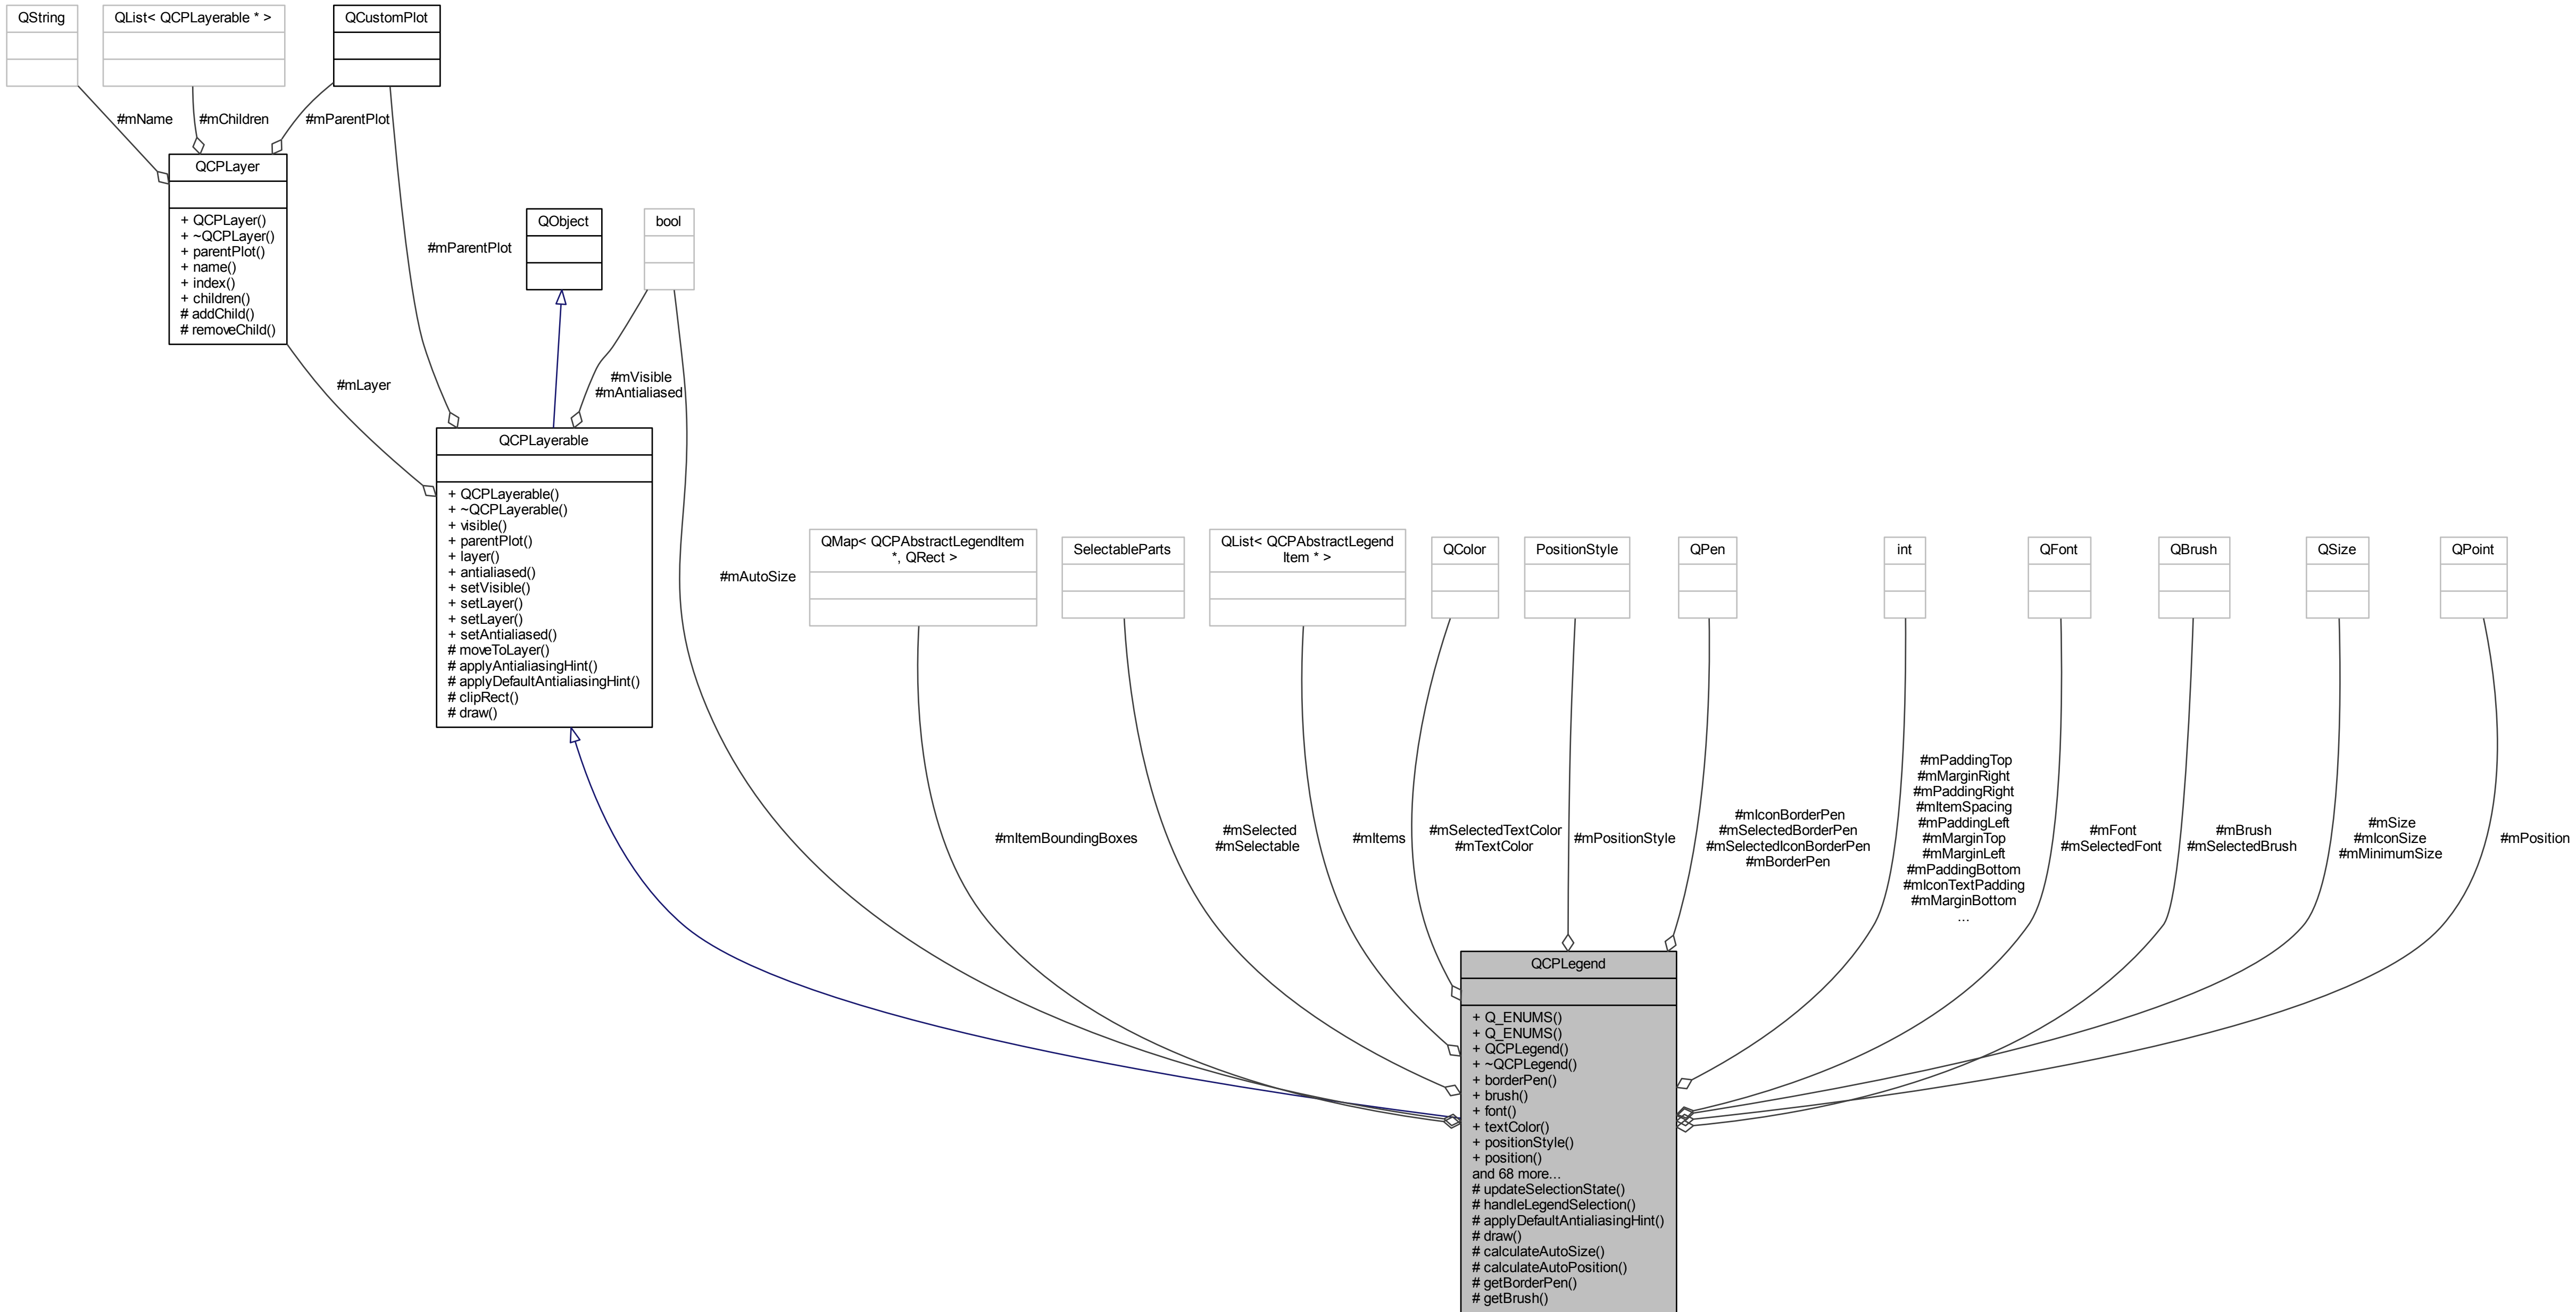 QString
QList< QCPLayerable * >
QCustomPlot
#mName
#mChildren
#mParentPlot
QCPLayer
+ QCPLayer()
+ ~QCPLayer()
+ parentPlot()
+ name()
+ index()
+ children()
# addChild()
# removeChild()
#mParentPlot
QObject
bool
#mLayer
#mVisible
#mAntialiased
QCPLayerable
+ QCPLayerable()
+ ~QCPLayerable()
+ visible()
+ parentPlot()
+ layer()
+ antialiased()
+ setVisible()
+ setLayer()
+ setLayer()
+ setAntialiased()
# moveToLayer()
# applyAntialiasingHint()
# applyDefaultAntialiasingHint()
# clipRect()
# draw()
#mAutoSize
QMap< QCPAbstractLegendItem
*, QRect >
SelectableParts
QList< QCPAbstractLegend
Item * >
QColor
PositionStyle
QPen
int
QFont
QBrush
QSize
QPoint
#mItemBoundingBoxes
#mSelected
#mSelectable
#mItems
#mSelectedTextColor
#mTextColor
#mPositionStyle
#mIconBorderPen
#mSelectedBorderPen
#mSelectedIconBorderPen
#mBorderPen
#mPaddingTop
#mMarginRight
#mPaddingRight
#mItemSpacing
#mPaddingLeft
#mMarginTop
#mMarginLeft
#mPaddingBottom
#mIconTextPadding
#mMarginBottom
...
#mFont
#mSelectedFont
#mBrush
#mSelectedBrush
#mSize
#mIconSize
#mMinimumSize
#mPosition
QCPLegend
+ Q_ENUMS()
+ Q_ENUMS()
+ QCPLegend()
+ ~QCPLegend()
+ borderPen()
+ brush()
+ font()
+ textColor()
+ positionStyle()
+ position()
and 68 more...
# updateSelectionState()
# handleLegendSelection()
# applyDefaultAntialiasingHint()
# draw()
# calculateAutoSize()
# calculateAutoPosition()
# getBorderPen()
# getBrush()